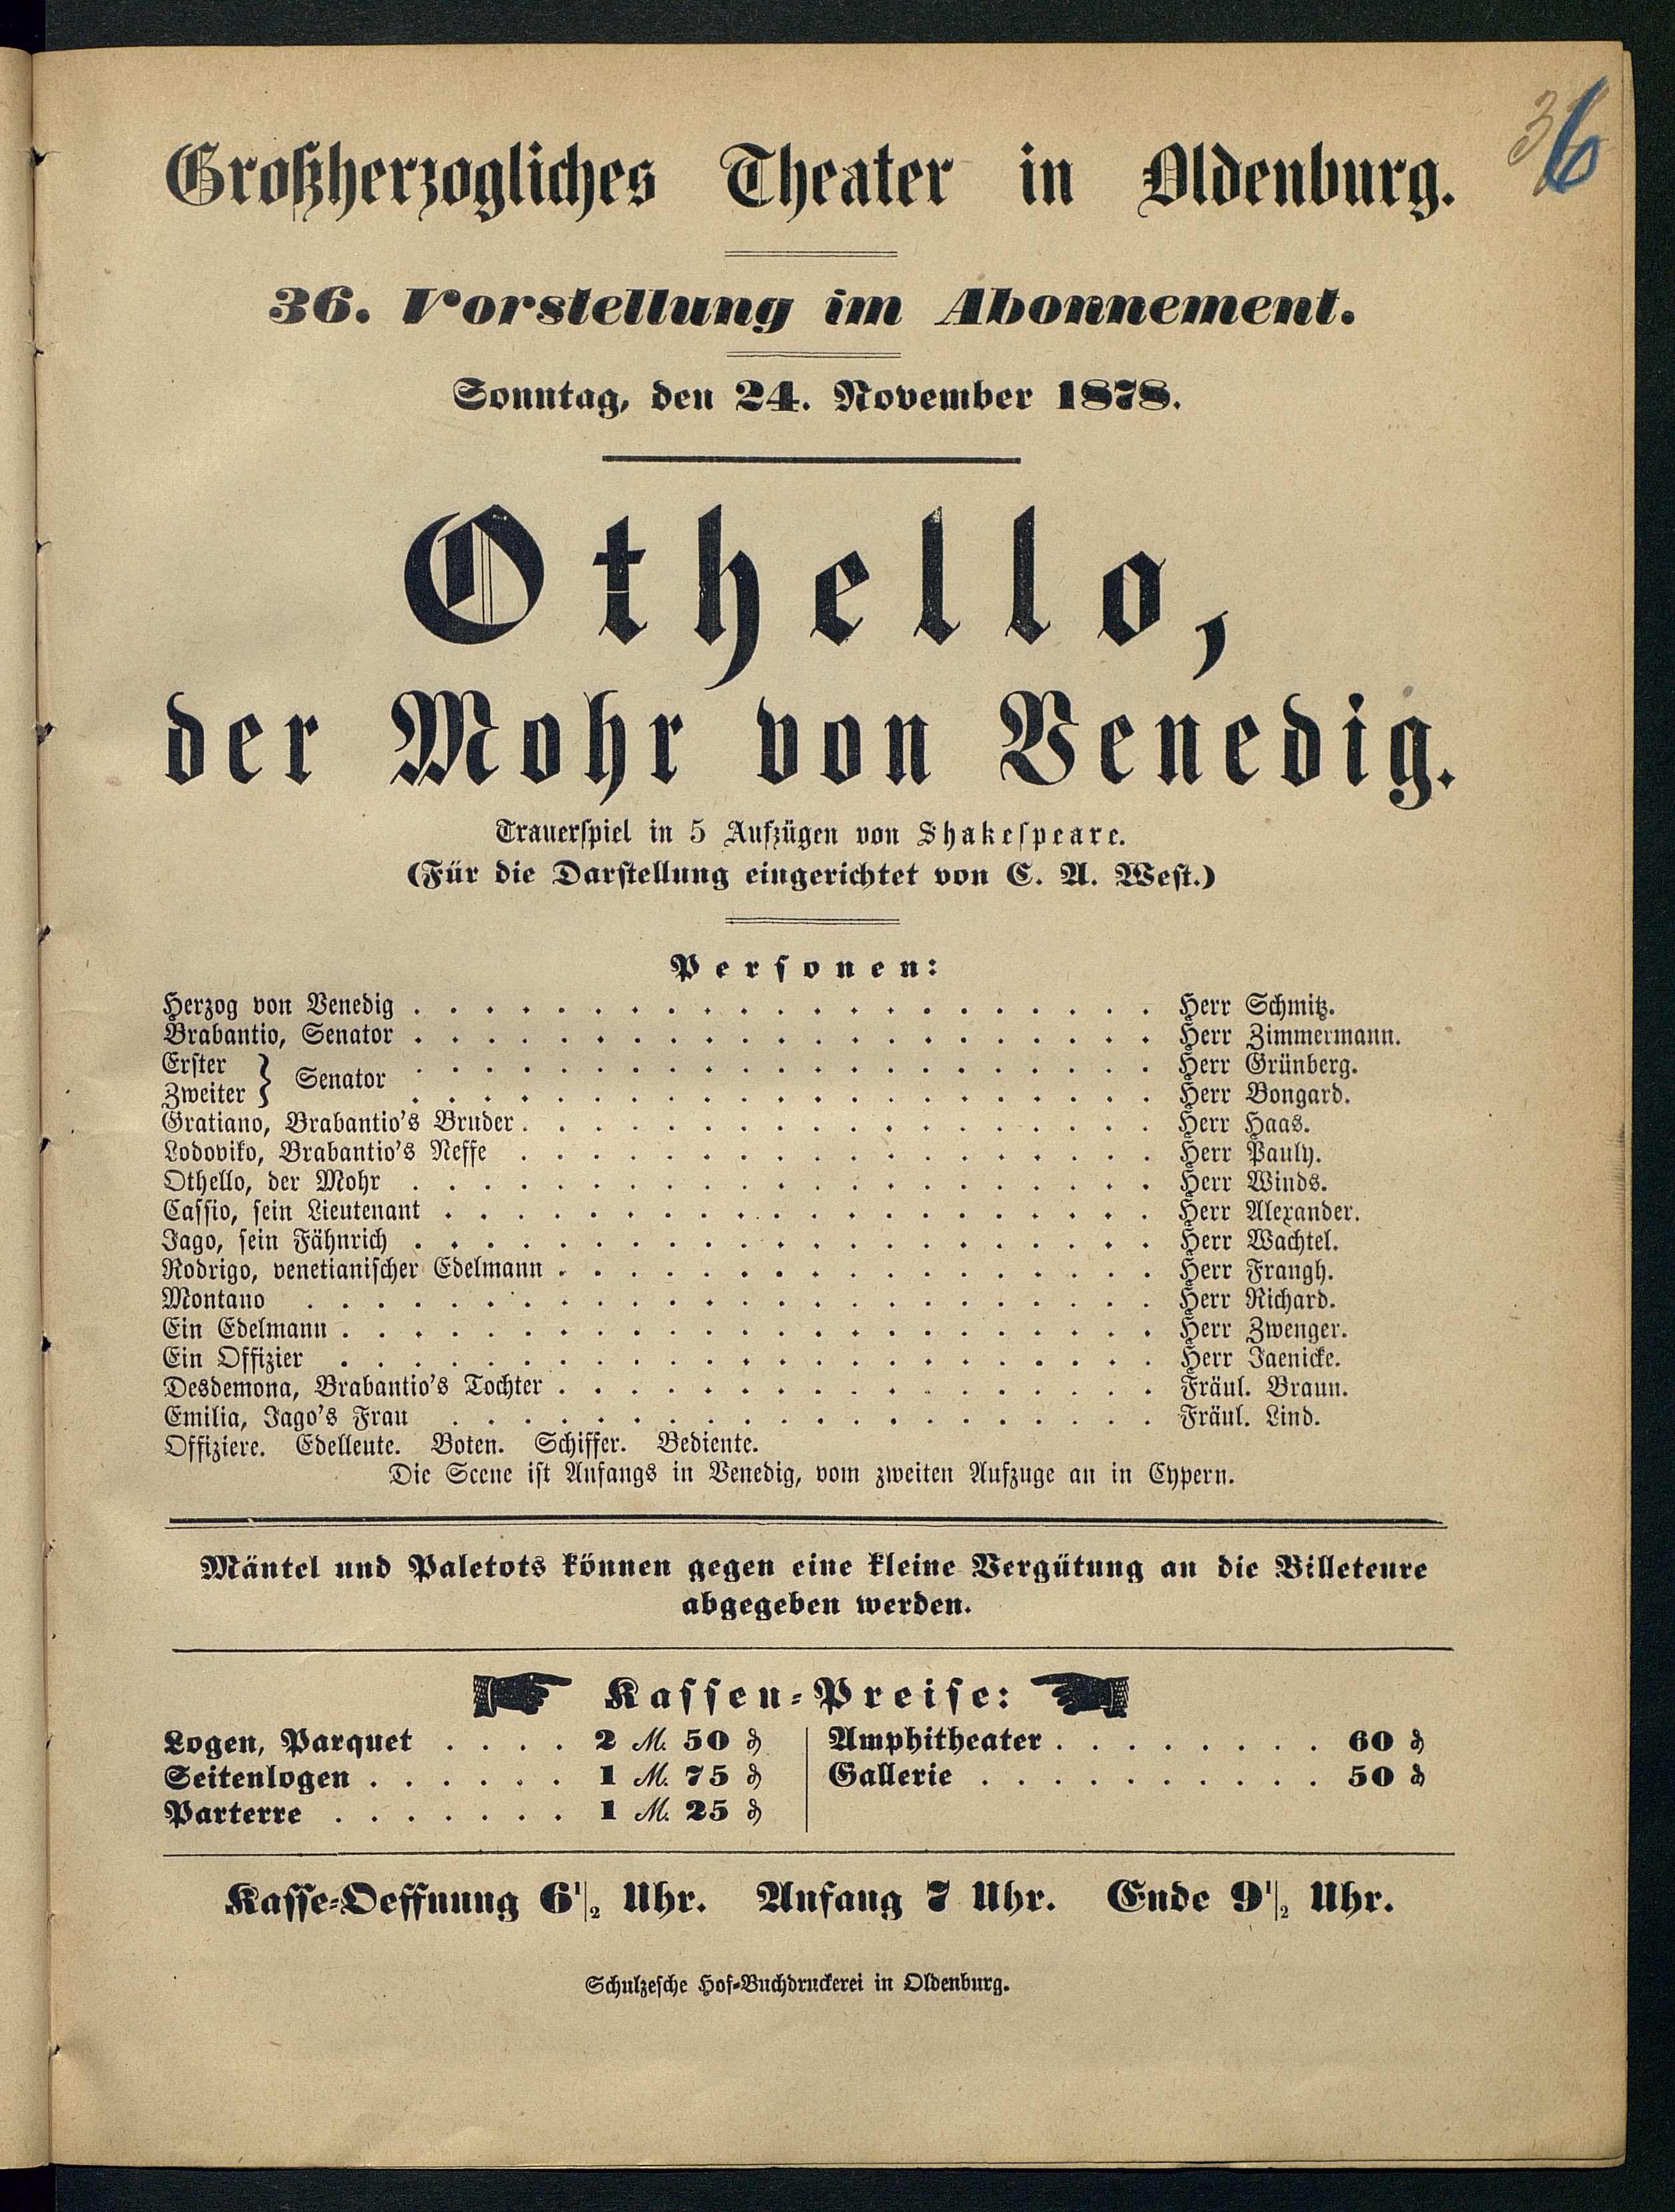 36
Großherzogliches Theater in Oldenburg.
36. Vorstellung im Abonnement.
Sonntag, den 24. November 1878.
Othello,
der Mohr von Venedig.
Trauerspiel in 5 Aufzügen von Shakespeare.
(Für die Darstellung eingerichtet von C. A. West.)
Personen:
Herzog von Venedig . . . . . . . . . . . . . . . . . . . . . Herr Schmitz.
Brabantio, Senator . . . . . . . . . . . . . . . . . . . . . Herr Zimmermann.
Erster } Senator . . . . . . . . . . . . . . . . . . . . . Herr Grünberg.
Zweiter } . . . . . . . . . . . . . . . . . . . . . Herr Bongard.
Gratiano, Brabantio's Bruder . . . . . . . . . . . . . . . . . . Herr Haas.
Lodoviko, Brabantio's Neffe . . . . . . . . . . . . . . . . . . Herr Pauly.
Othello, der Mohr . . . . . . . . . . . . . . . . . . . . . Herr Winds.
Cassio, sein Lieutenant . . . . . . . . . . . . . . . . . . . . Herr Alexander.
Jago, sein Fähnrich . . . . . . . . . . . . . . . . . . . . . Herr Wachtel.
Rodrigo, venetianischer Edelmann . . . . . . . . . . . . . . . . . Herr Frangh.
Montano . . . . . . . . . . . . . . . . . . . . . . . . Herr Richard.
Ein Edelmann . . . . . . . . . . . . . . . . . . . . . . . Herr Zwenger.
Ein Offizier . . . . . . . . . . . . . . . . . . . . . . . Herr Jaenicke.
Desdemona, Brabantio's Tochter . . . . . . . . . . . . . . . . . Fräul. Braun.
Emilia, Jago's Frau . . . . . . . . . . . . . . . . . . . . Fräul. Lind.
Offiziere. Edelleute. Boten. Schiffer. Bediente.
Die Scene ist Anfangs in Venedig, vom zweiten Aufzuge an in Cypern.
Mäntel und Paletots können gegen eine kleine Vergütung an die Billeteure
abgegeben werden.
Kassen-Preise:
Logen, Parquet . . . . 2 M. 50 ₰
Seitenlogen . . . . . . 1 M. 75 ₰
Parterre . . . . . . . 1 M. 25 ₰
Amphitheater . . . . . . . . 60 ₰
Gallerie . . . . . . . . . . 50 ₰
Kasse-Oeffnung 6 1/2 Uhr. Anfang 7 Uhr. Ende 9 1/2 Uhr.
Schulzesche Hof-Buchdruckerei in Oldenburg.